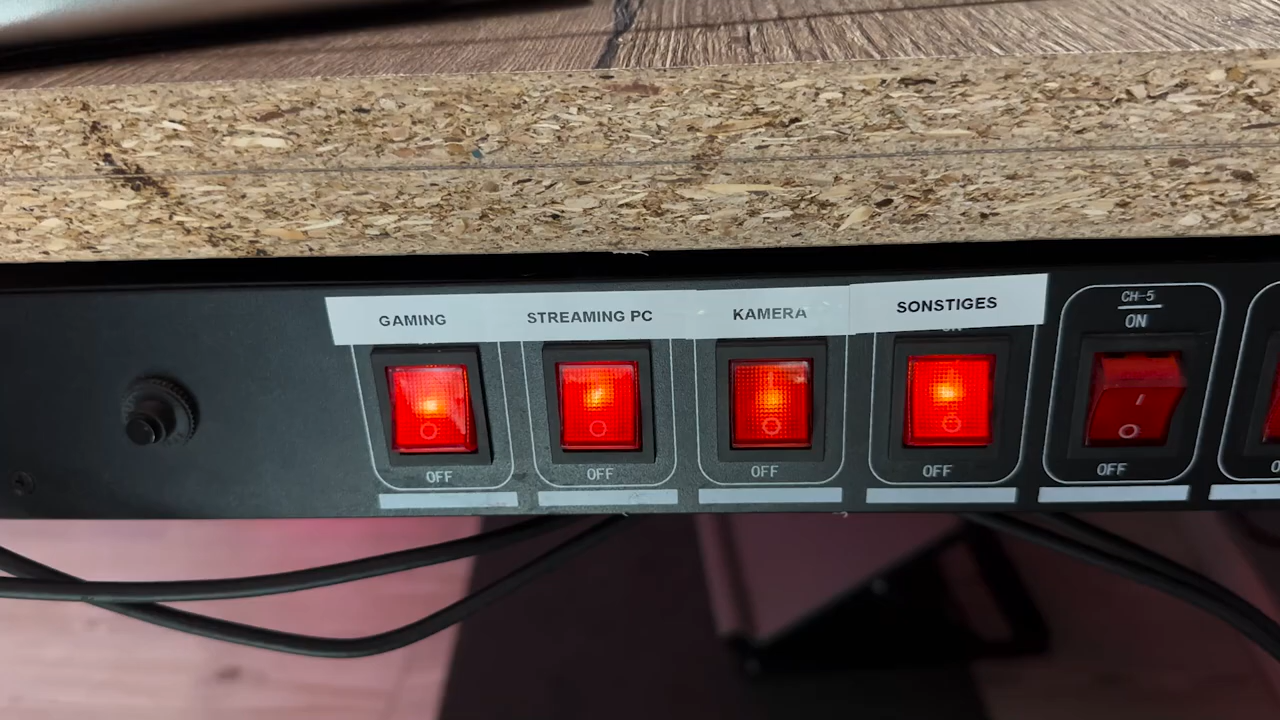 GAMING
STREAMING PC
KAMERA
SONSTIGES
CH-5
ON
OFF
OFF
OFF
OFF
OFF